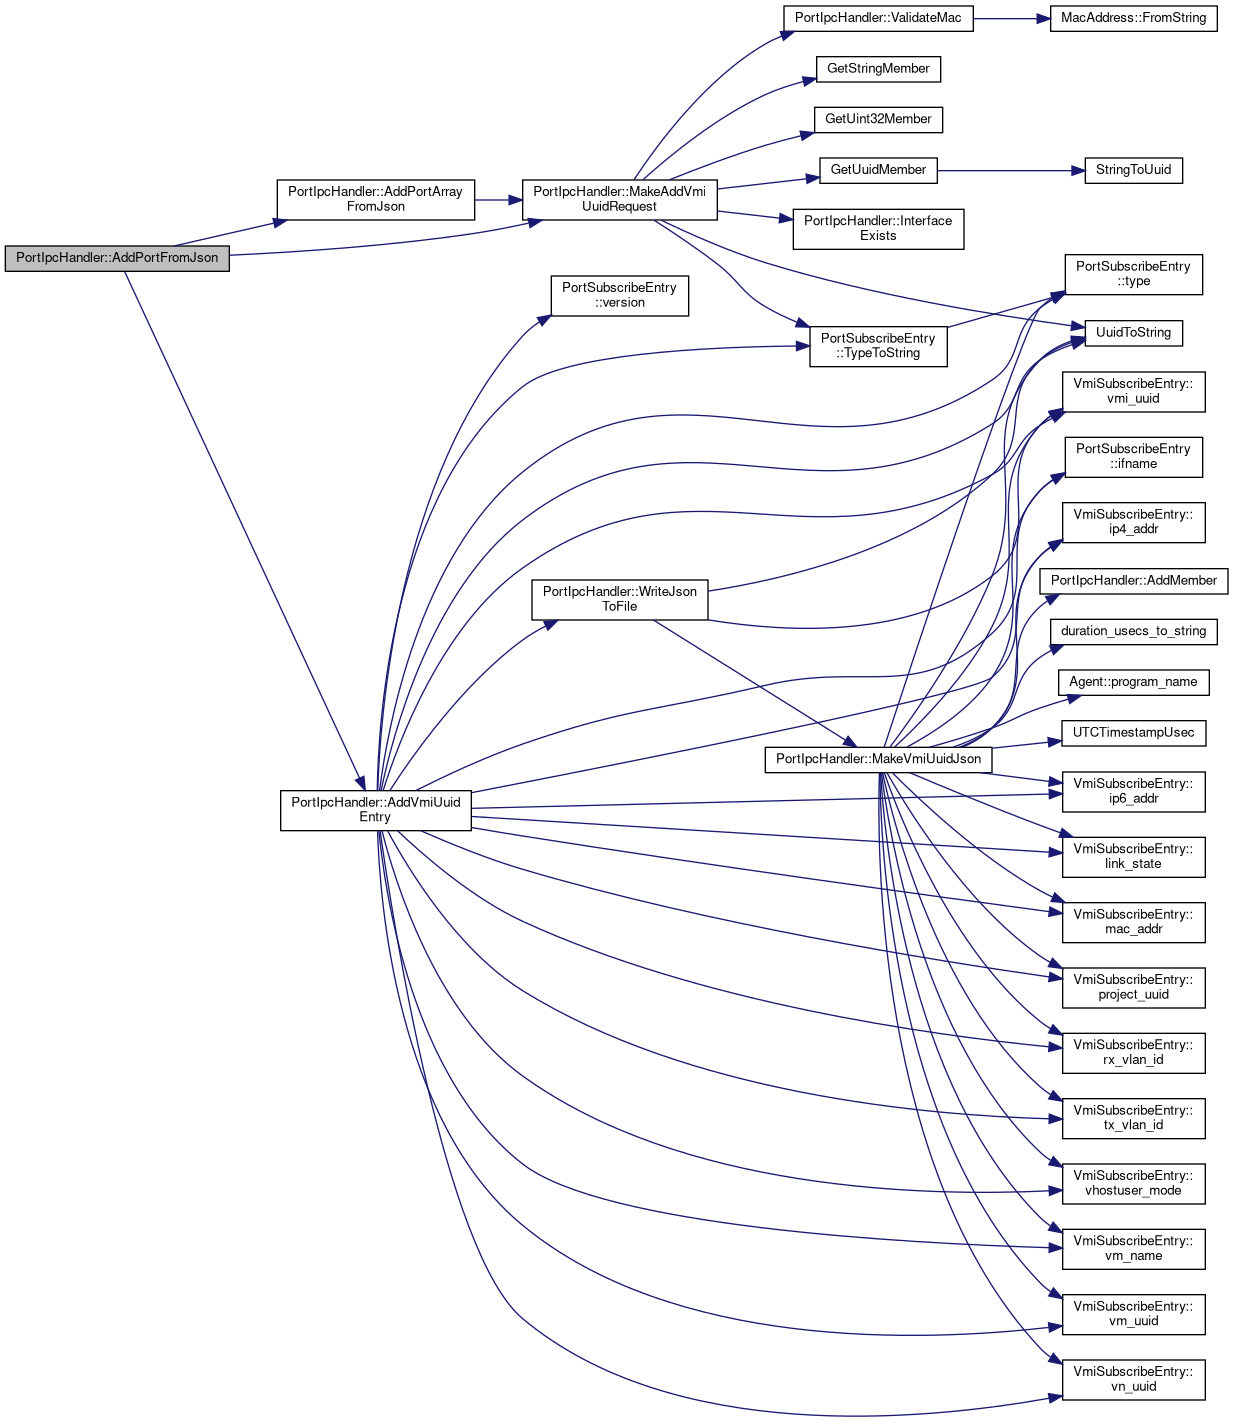 PortIpcHandler::ValidateMac
MacAddress::FromString
GetStringMember
GetUint32Member
GetUuidMember
StringToUuid
PortIpcHandler::AddPortArray
FromJson
PortIpcHandler::MakeAddVmi
UuidRequest
PortIpcHandler::Interface
Exists
PortIpcHandler::AddPortFromJson
PortSubscribeEntry
::type
PortSubscribeEntry
::version
UuidToString
PortSubscribeEntry
::TypeToString
VmiSubscribeEntry::
vmi_uuid
PortSubscribeEntry
::ifname
VmiSubscribeEntry::
ip4_addr
PortIpcHandler::AddMember
PortIpcHandler::WriteJson
ToFile
duration_usecs_to_string
Agent::program_name
UTCTimestampUsec
PortIpcHandler::MakeVmiUuidJson
VmiSubscribeEntry::
ip6_addr
PortIpcHandler::AddVmiUuid
Entry
VmiSubscribeEntry::
link_state
VmiSubscribeEntry::
mac_addr
VmiSubscribeEntry::
project_uuid
VmiSubscribeEntry::
rx_vlan_id
VmiSubscribeEntry::
tx_vlan_id
VmiSubscribeEntry::
vhostuser_mode
VmiSubscribeEntry::
vm_name
VmiSubscribeEntry::
vm_uuid
VmiSubscribeEntry::
vn_uuid